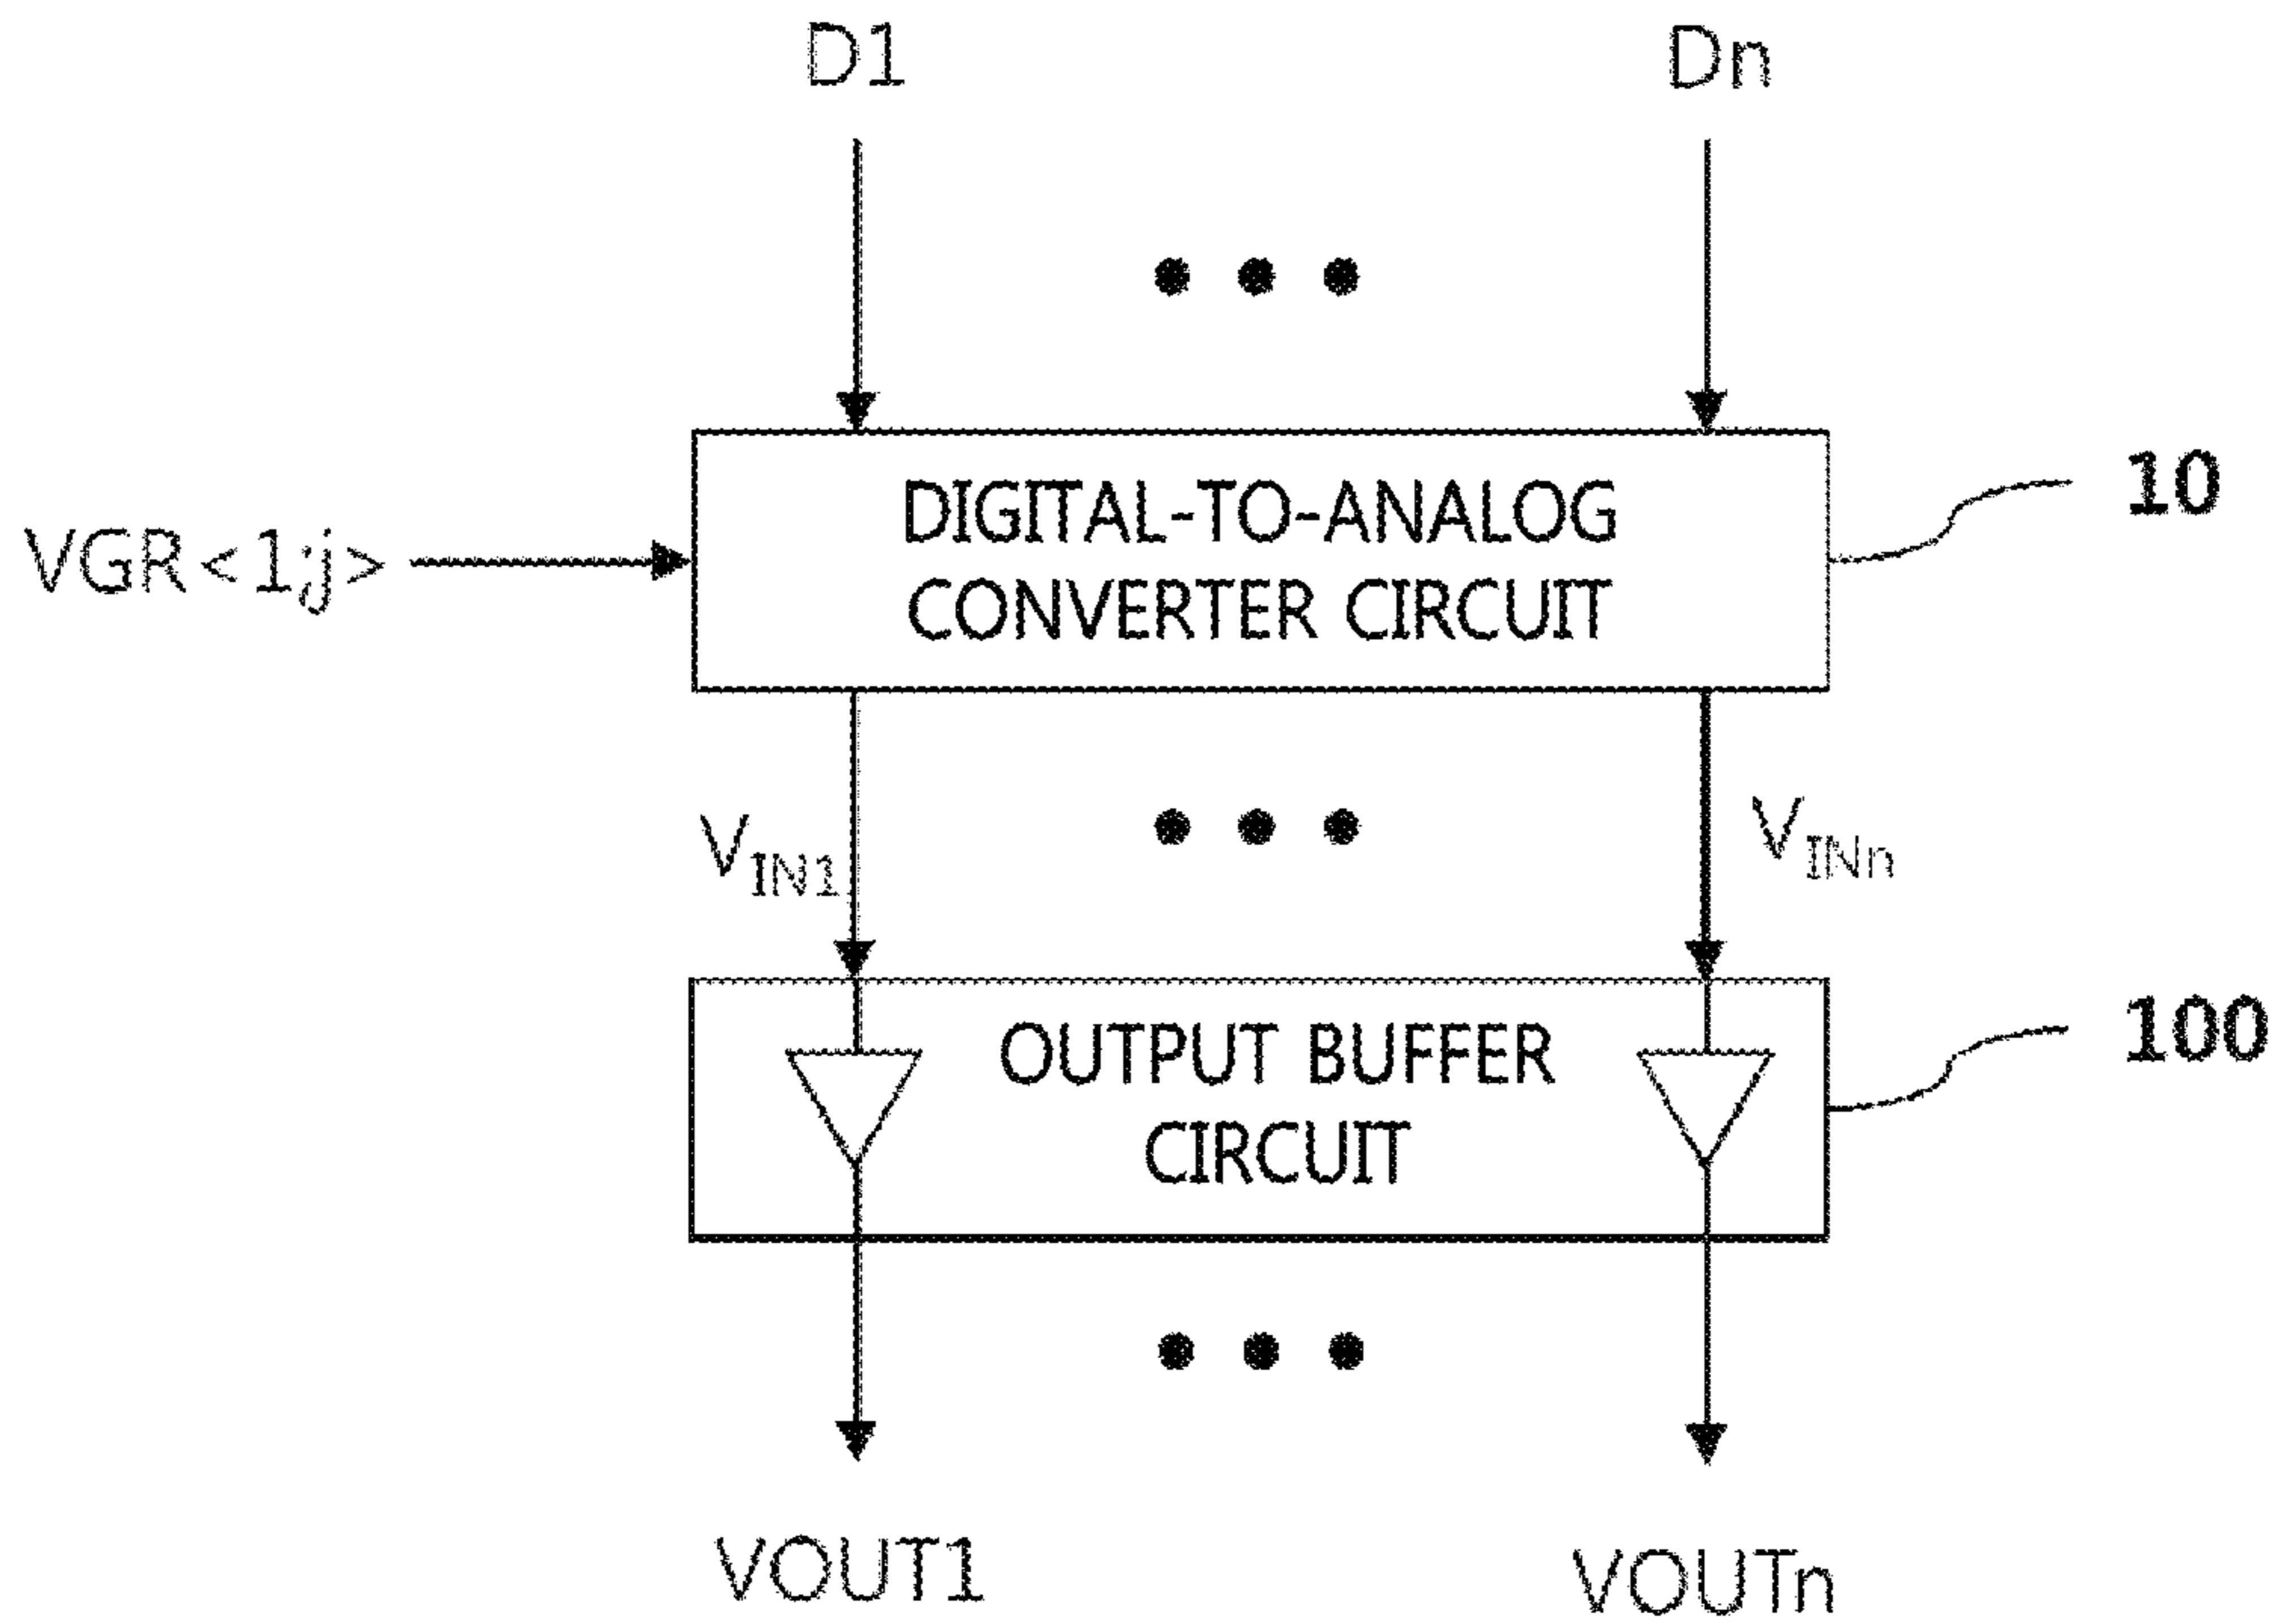 D1 Dn
DIGITAL-TO-ANALOG
CONVERTER CIRCUIT
10
VGR<1:j>
VIN1
VINn
OUTPUT BUFFER
CIRCUIT
100
VOUT1 VOUTn